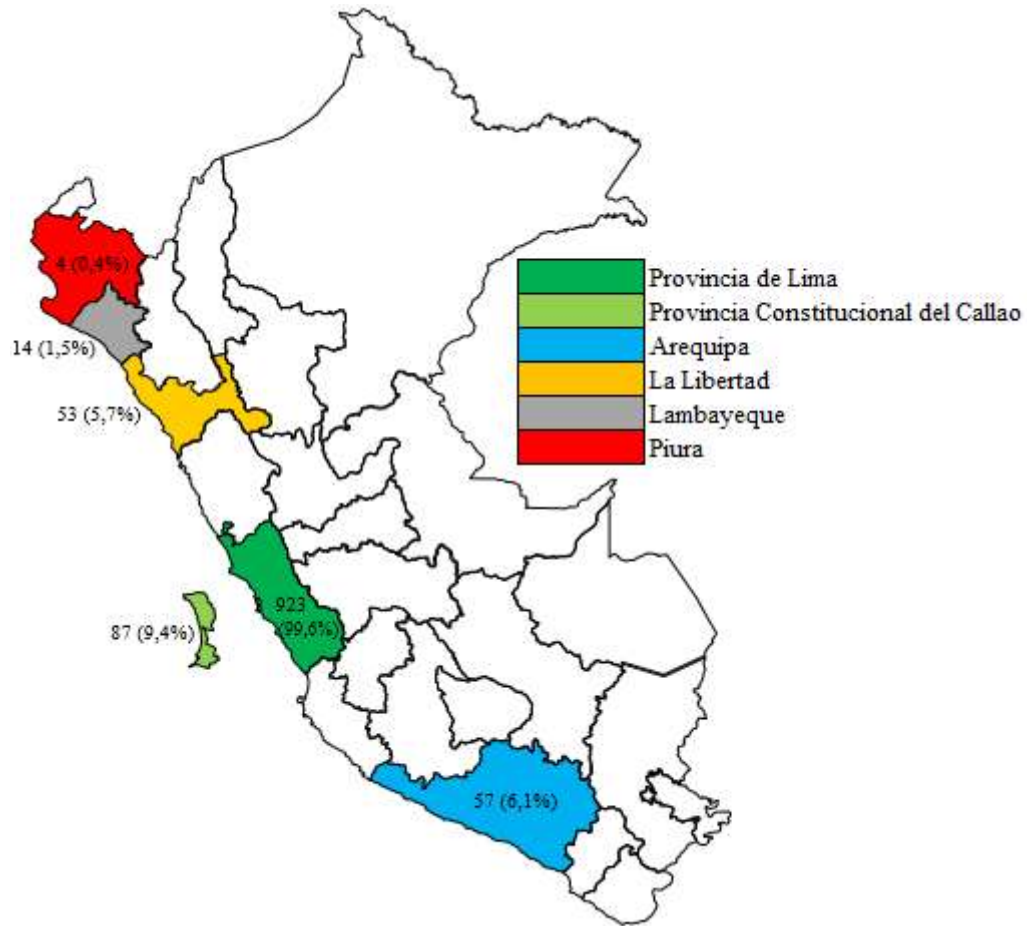 4 (0,4%)
14 (1,5%)
53 (5,7%)
923
(99,6%)
87 (9,4%)
57 (6,1%)
Provincia de Lima
Provincia Constitucional del Callao
Arequipa
La Libertad
Lambayeque
Piura